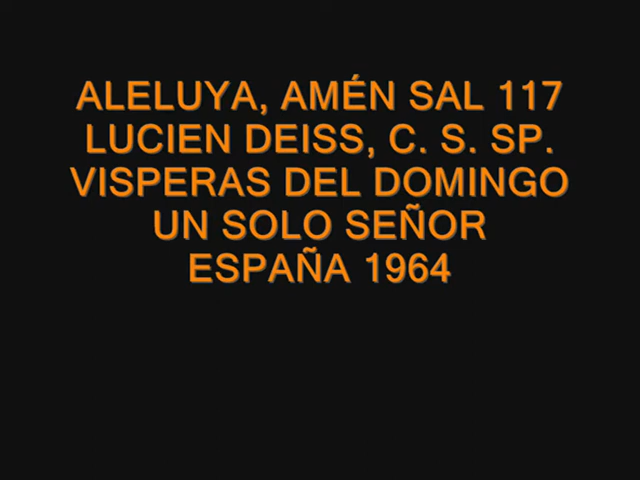 ALELUYA, AMÉN SAL 117
LUCIEN DEISS, C. S. SP.
VISPERAS DEL DOMINGO
UN SOLO SEÑOR
ESPAÑA 1964